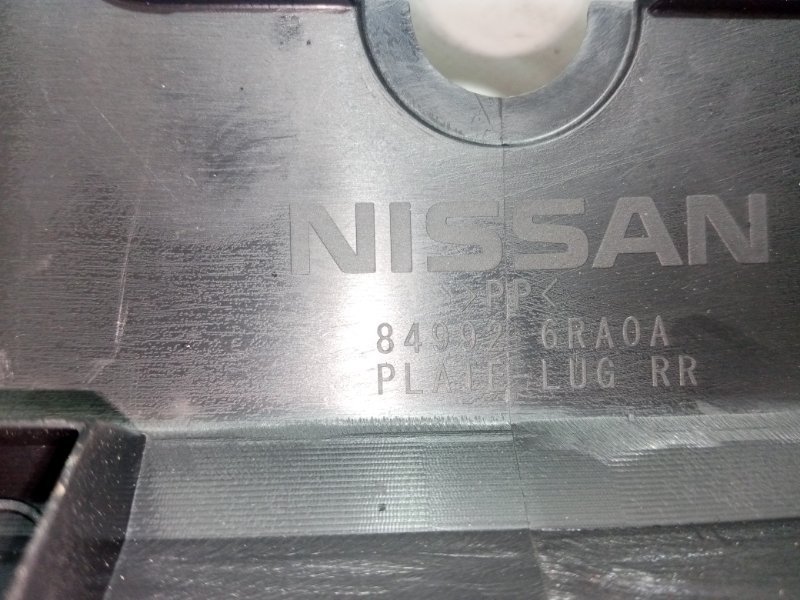 NISSAN
>PP<
84992 6RA0A
PLATE-LUG RR